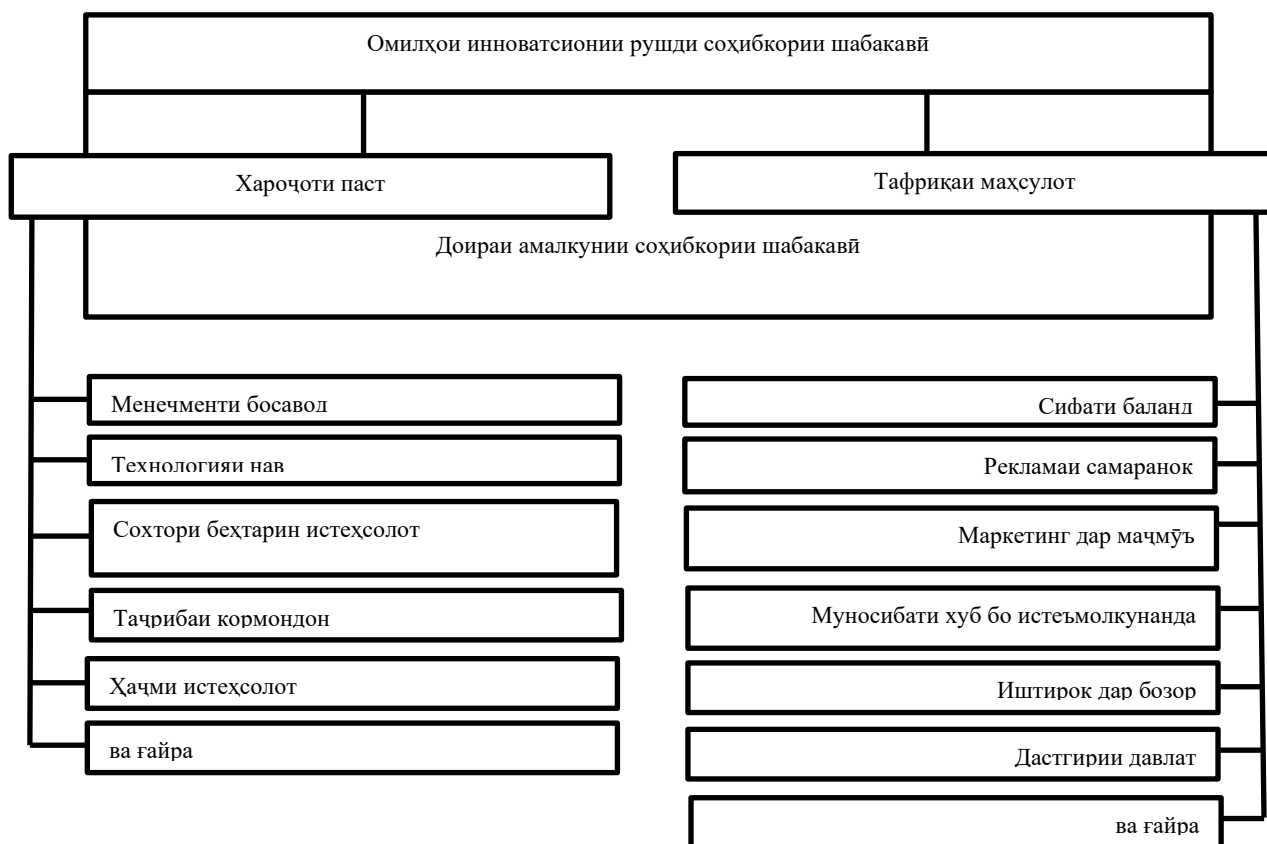 Омилҳои инноватсионии рушди соҳибкории шабакавӣ
Хароҷоти паст
Тафриқаи маҳсулот
Доираи амалкунии соҳибкории шабакавӣ
Менеҷменти босавод
Технологияи нав
Сохтори беҳтарин истеҳсолот
Таҷрибаи кормондон
Ҳаҷми истеҳсолот
ва ғайра
Сифати баланд
Рекламаи самаранок
Маркетинг дар маҷмӯъ
Муносибати хуб бо истеъмолкунанда
Иштирок дар бозор
Дастгирии давлат
ва ғайра